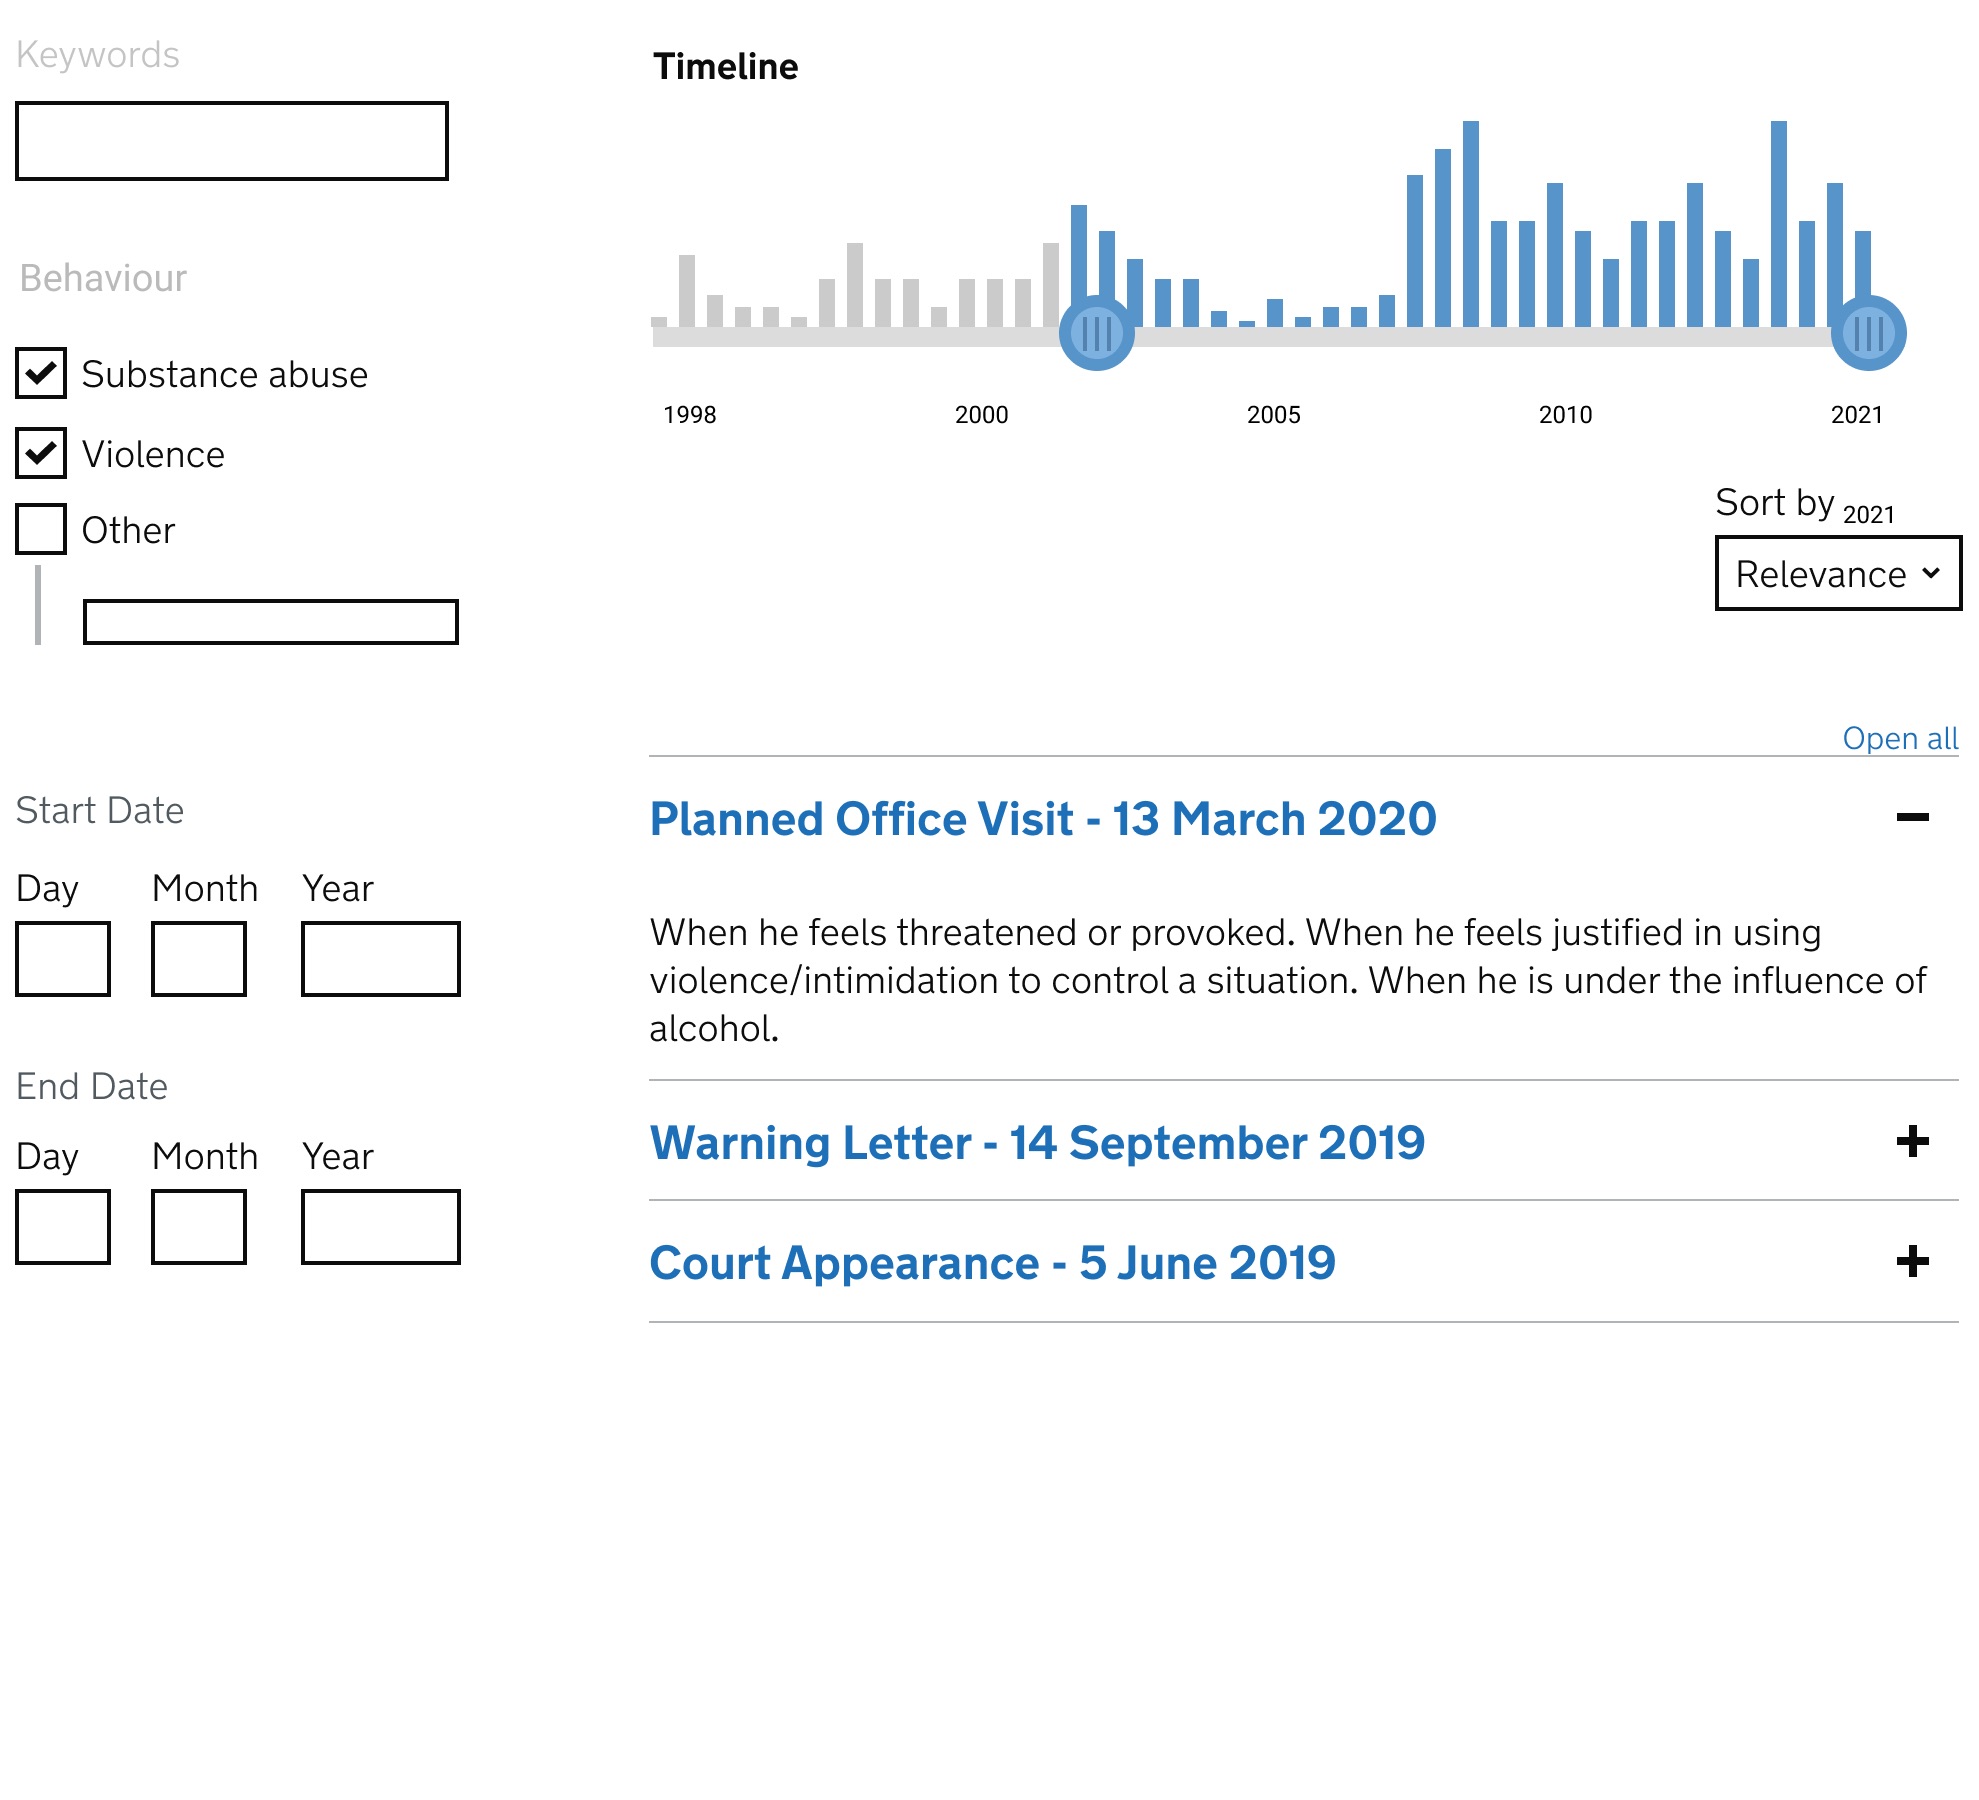 Keywords
Behaviour
Substance abuse
Violence
Other
Start Date
Day Month Year
End Date
Day Month Year
Timeline
1998 2000 2005 2010 2021
Sort by 2021
Relevance
Open all
Planned Office Visit - 13 March 2020
When he feels threatened or provoked. When he feels justified in using
violence/intimidation to control a situation. When he is under the influence of
alcohol.
Warning Letter - 14 September 2019
Court Appearance - 5 June 2019